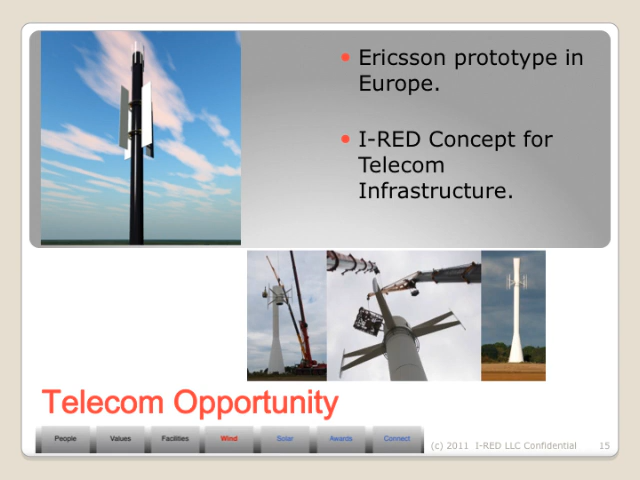 Ericsson prototype in
Europe.
I-RED Concept for
Telecom
Infrastructure.
Telecom Opportunity
People Values Facilities Wind Solar Awards Connect
(c) 2011 I-RED LLC Confidential 15